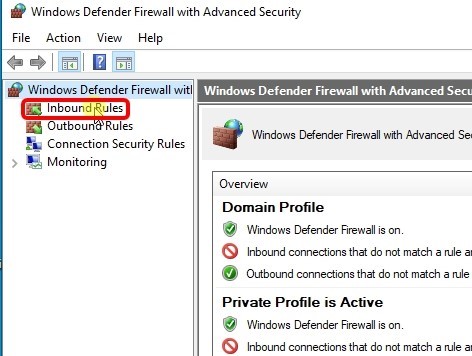 Windows Defender Firewall with Advanced Security
File Action View Help
Windows Defender Firewall wit
Inbound Rules
Outbound Rules
Connection Security Rules
Monitoring
Windows Defender Firewall with Advanced Secu
Windows Defender Firewall with Advanced Sec
Overview
Domain Profile
Windows Defender Firewall is on.
Inbound connections that do not match a rule ar
Outbound connections that do not match a rule
Private Profile is Active
Windows Defender Firewall is on.
Inbound connections that do not match a rule ar